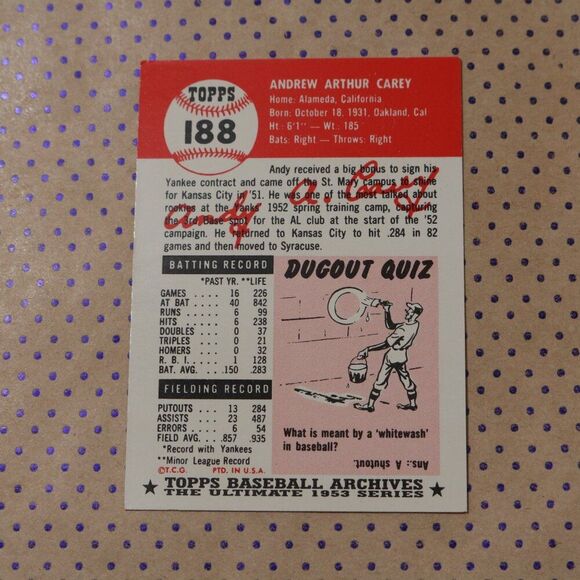 TOPPS
188
ANDREW ARTHUR CAREY
Home: Alameda, California
Born: October 18, 1931, Oakland, Cal
Ht: 6'1" — Wt.: 185
Bats: Right — Throws: Right
Andy received a big bonus to sign his
Yankee contract and came off the St. Mary campus to shine
for Kansas City in '51. He was one of the most talked about
rookies at the Yanks' 1952 spring training camp, capturing
the 3rd base spot for the AL club at the start of the '52
campaign. He returned to Kansas City to hit .284 in 82
games and then moved to Syracuse.
Andy A. Carey
BATTING RECORD
*PAST YR. **LIFE
GAMES . . . . 16 226
AT BAT . . . . 40 842
RUNS . . . . 6 99
HITS . . . . 6 238
DOUBLES . . . 0 37
TRIPLES . . . 0 21
HOMERS . . . 0 32
R. B. I. . . . . 1 128
BAT. AVG. . . .150 .283
FIELDING RECORD
PUTOUTS . . . 13 284
ASSISTS . . . 23 487
ERRORS . . . 6 54
FIELD AVG. . .857 .935
*Record with Yankees
**Minor League Record
©T.C.G. PTD. IN U.S.A.
DUGOUT QUIZ
What is meant by a 'whitewash'
in baseball?
Ans.: A shutout.
★ TOPPS BASEBALL ARCHIVES ★
THE ULTIMATE 1953 SERIES